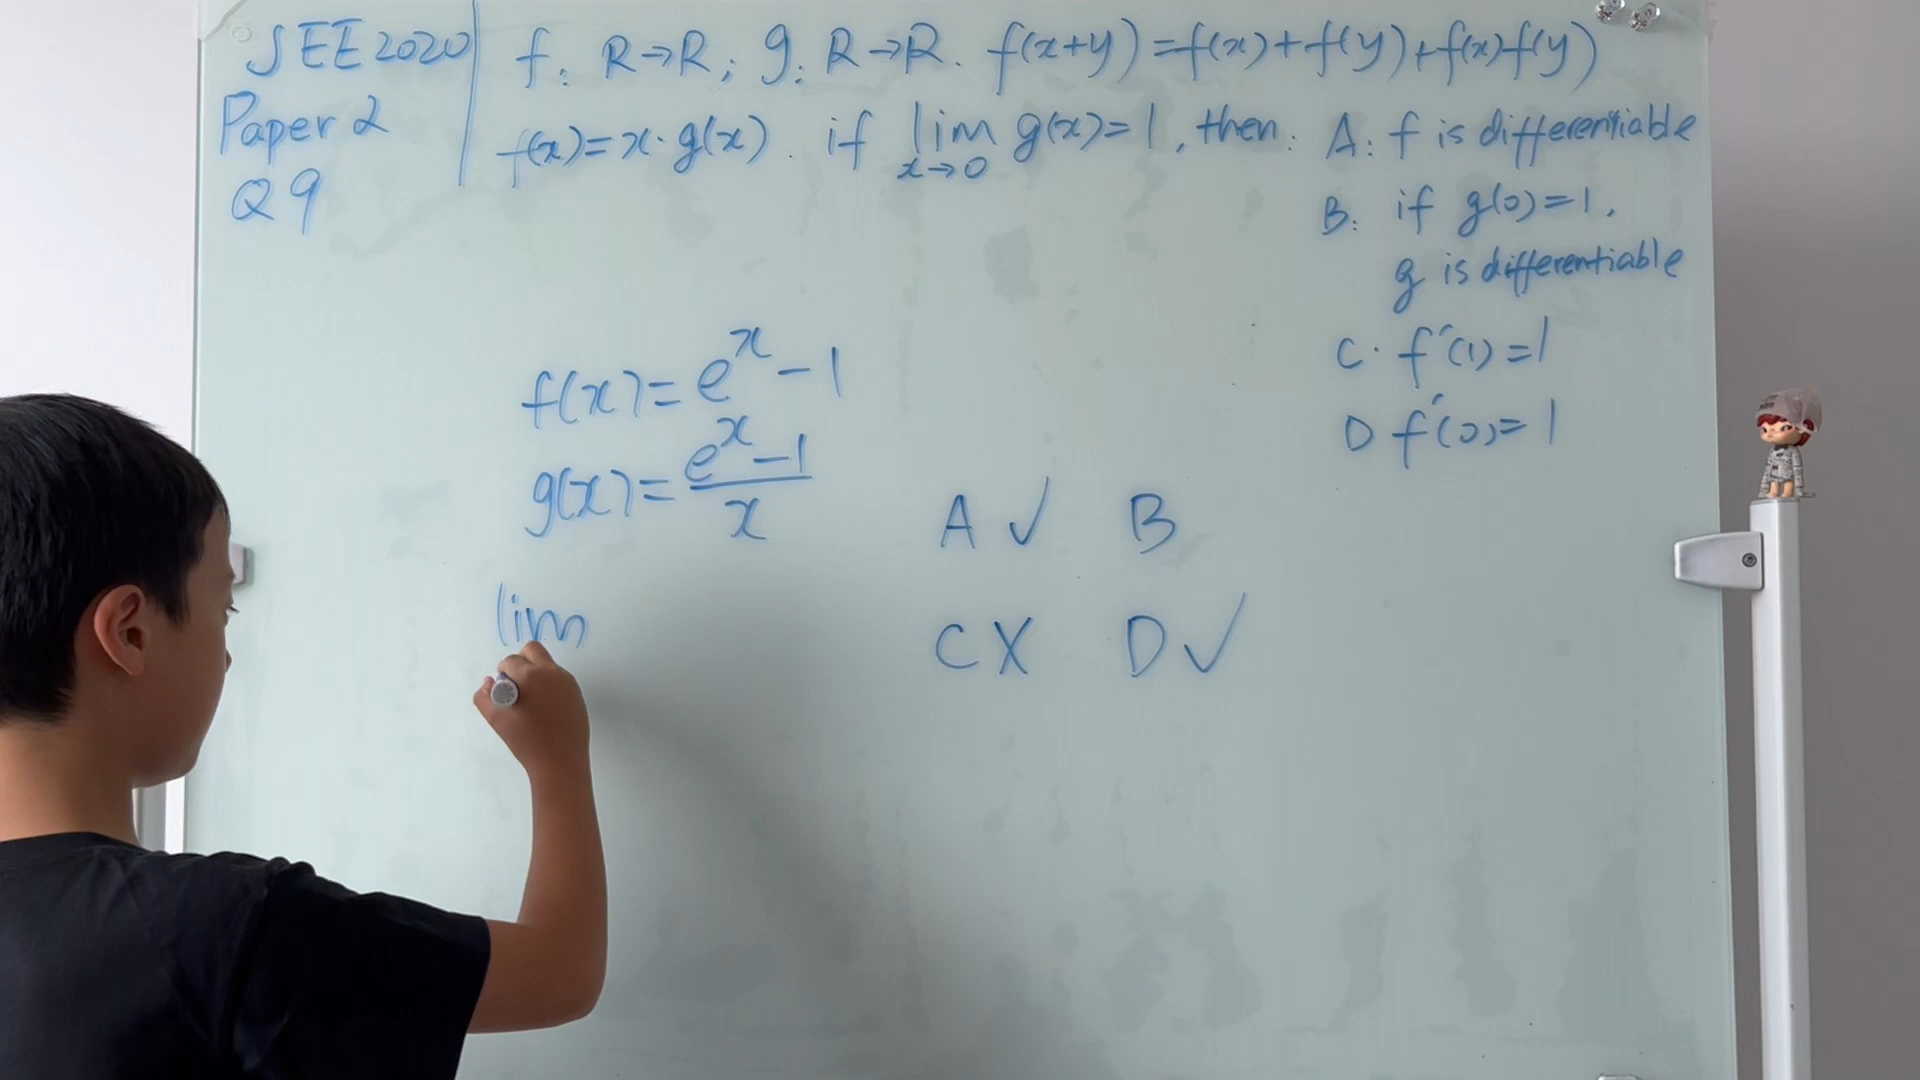 JEE 2020
Paper 2
Q9
f: R→R; g: R→R. f(x+y)=f(x)+f(y)+f(x)f(y)
f(x)=x·g(x). if lim x→0 g(x)=1, then: A: f is differentiable
B: if g(0)=1,
g is differentiable
C. f'(1)=1
D f'(0)=1
f(x)=e^x-1
g(x)=(e^x-1)/x
A ✓ B
C X D ✓
lim